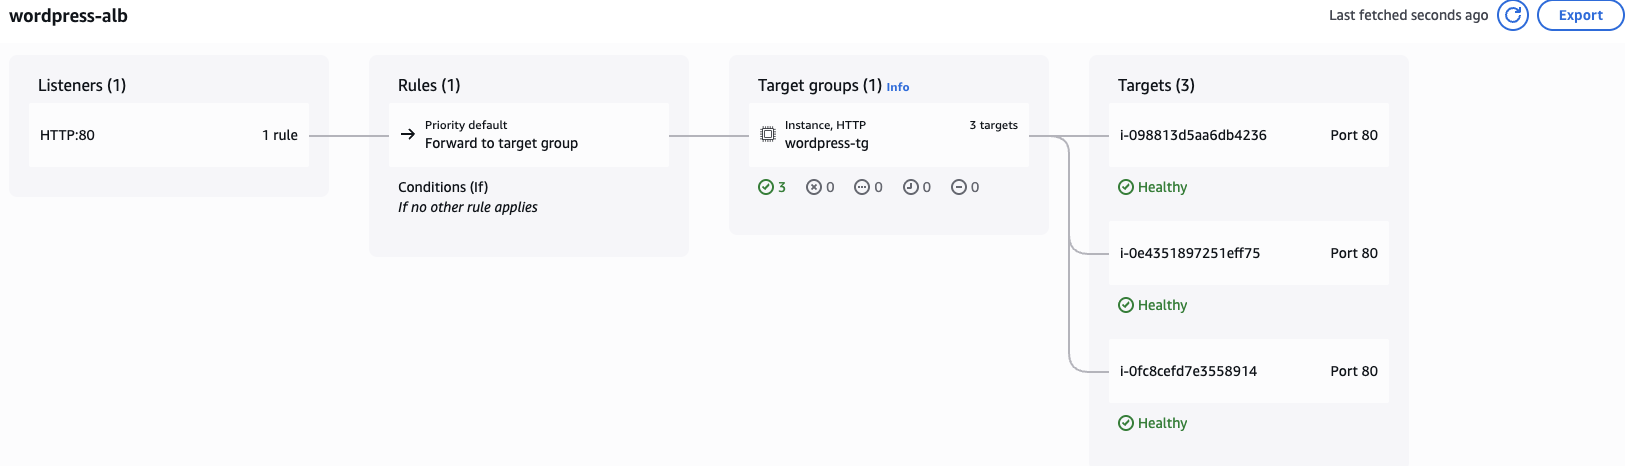 wordpress-alb
Last fetched seconds ago
Export
Listeners (1)
HTTP:80
1 rule
Rules (1)
Priority default
Forward to target group
Conditions (If)
If no other rule applies
Target groups (1) Info
Instance, HTTP
3 targets
wordpress-tg
3 0 0 0 0
Targets (3)
i-098813d5aa6db4236 Port 80
Healthy
i-0e4351897251eff75 Port 80
Healthy
i-0fc8cefd7e3558914 Port 80
Healthy